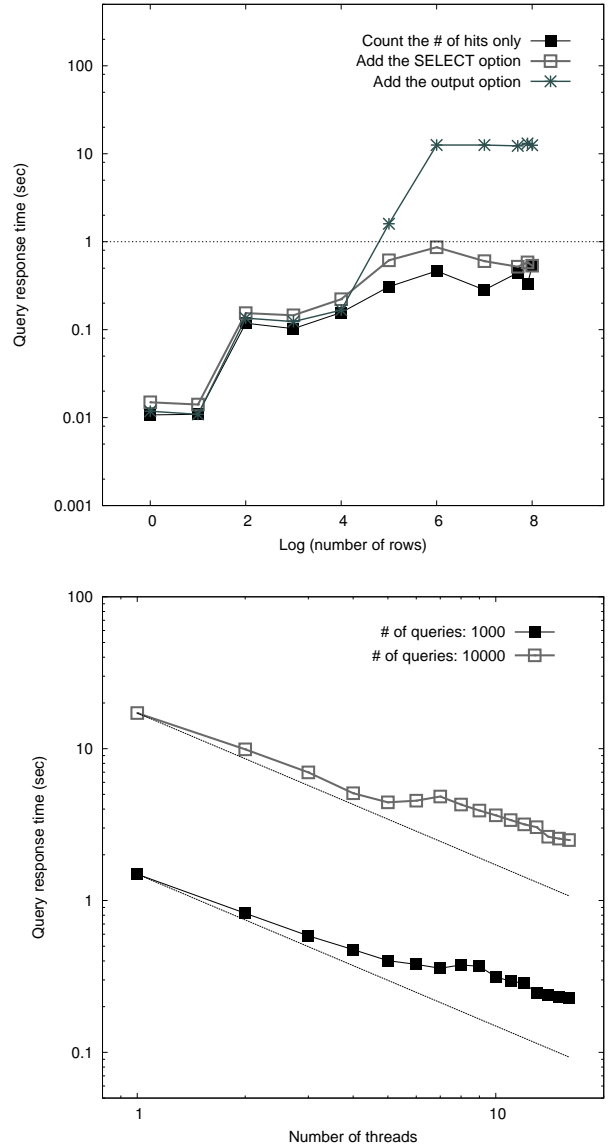 100
10
1
0.1
0.01
0.001
0 2 4 6 8
Query response time (sec)
Log (number of rows)
Count the # of hits only
Add the SELECT option
Add the output option
100
10
1
0.1
1 10
Query response time (sec)
Number of threads
# of queries: 1000
# of queries: 10000